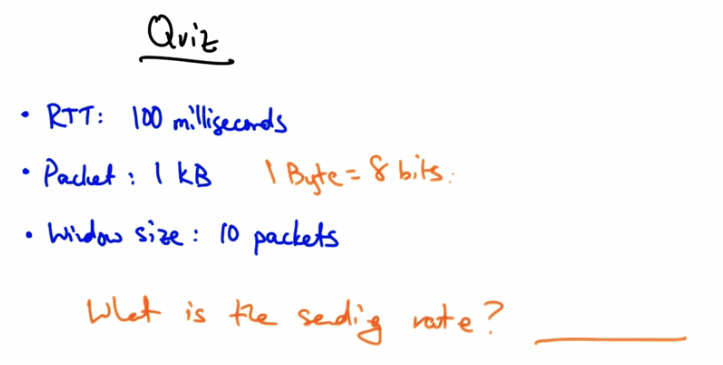 Quiz
• RTT: 100 milliseconds
• Packet: 1 kB 1 Byte = 8 bits.
• Window size: 10 packets
What is the sending rate?